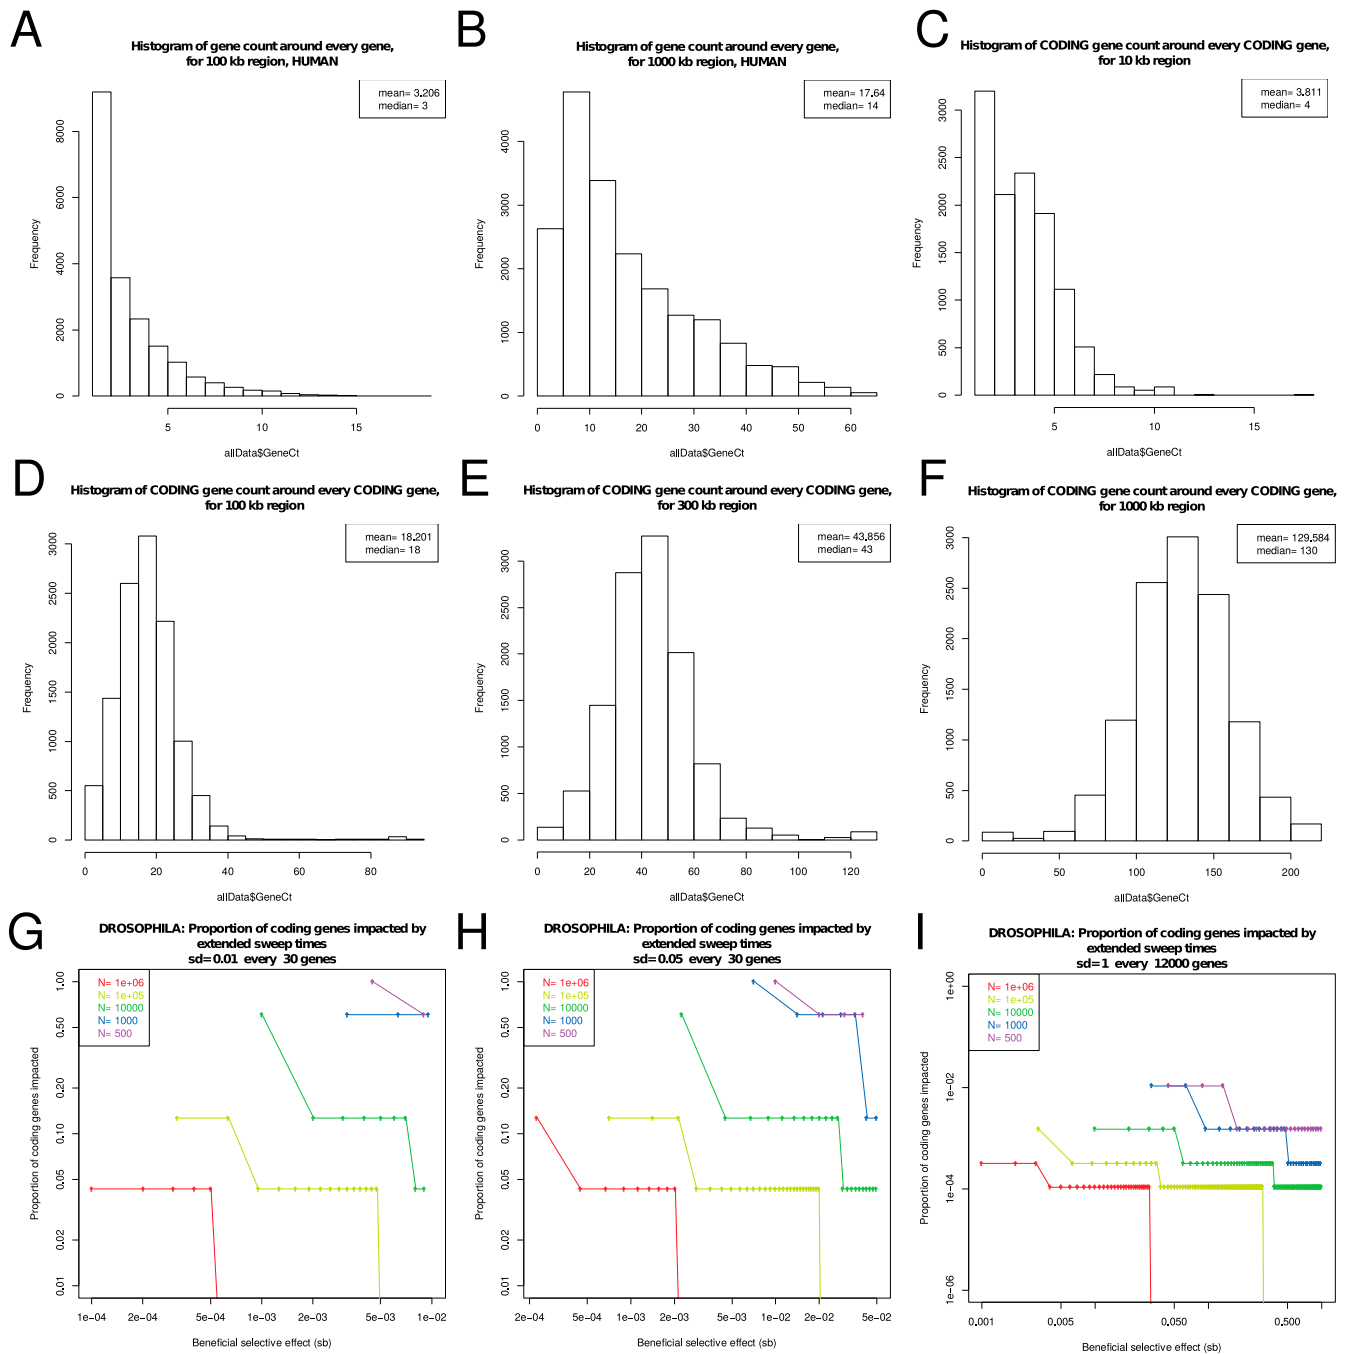 A
Histogram of gene count around every gene,
for 100 kb region, HUMAN
mean= 3.206
median= 3
Frequency
0
2000
4000
6000
8000
5
10
15
allData$GeneCt
B
Histogram of gene count around every gene,
for 1000 kb region, HUMAN
mean= 17.64
median= 14
Frequency
0
1000
2000
3000
4000
0
10
20
30
40
50
60
allData$GeneCt
C
Histogram of CODING gene count around every CODING gene,
for 10 kb region
mean= 3.811
median= 4
Frequency
0
500
1000
1500
2000
2500
3000
5
10
15
allData$GeneCt
D
Histogram of CODING gene count around every CODING gene,
for 100 kb region
mean= 18.201
median= 18
Frequency
0
500
1000
1500
2000
2500
3000
0
20
40
60
80
allData$GeneCt
E
Histogram of CODING gene count around every CODING gene,
for 300 kb region
mean= 43.856
median= 43
Frequency
0
500
1000
1500
2000
2500
3000
0
20
40
60
80
100
120
allData$GeneCt
F
Histogram of CODING gene count around every CODING gene,
for 1000 kb region
mean= 129.584
median= 130
Frequency
0
500
1000
1500
2000
2500
3000
0
50
100
150
200
allData$GeneCt
G
DROSOPHILA: Proportion of coding genes impacted by
extended sweep times
sd=0.01 every 30 genes
N= 1e+06
N= 1e+05
N= 10000
N= 1000
N= 500
Proportion of coding genes impacted
0.01
0.02
0.05
0.10
0.20
0.50
1.00
1e−04
2e−04
5e−04
1e−03
2e−03
5e−03
1e−02
Beneficial selective effect (sb)
H
DROSOPHILA: Proportion of coding genes impacted by
extended sweep times
sd=0.05 every 30 genes
N= 1e+06
N= 1e+05
N= 10000
N= 1000
N= 500
Proportion of coding genes impacted
0.01
0.02
0.05
0.10
0.20
0.50
1.00
2e−04
5e−04
1e−03
2e−03
5e−03
1e−02
2e−02
5e−02
Beneficial selective effect (sb)
I
DROSOPHILA: Proportion of coding genes impacted by
extended sweep times
sd=1 every 12000 genes
N= 1e+06
N= 1e+05
N= 10000
N= 1000
N= 500
Proportion of coding genes impacted
1e−06
1e−04
1e−02
1e+00
0.001
0.005
0.050
0.500
Beneficial selective effect (sb)